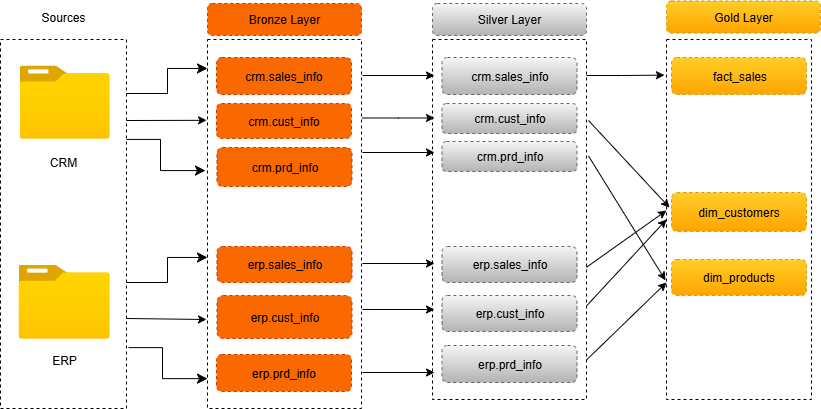 Sources
Bronze Layer
Silver Layer
Gold Layer
CRM
crm.sales_info
crm.cust_info
crm.prd_info
crm.sales_info
crm.cust_info
crm.prd_info
fact_sales
dim_customers
dim_products
ERP
erp.sales_info
erp.cust_info
erp.prd_info
erp.sales_info
erp.cust_info
erp.prd_info